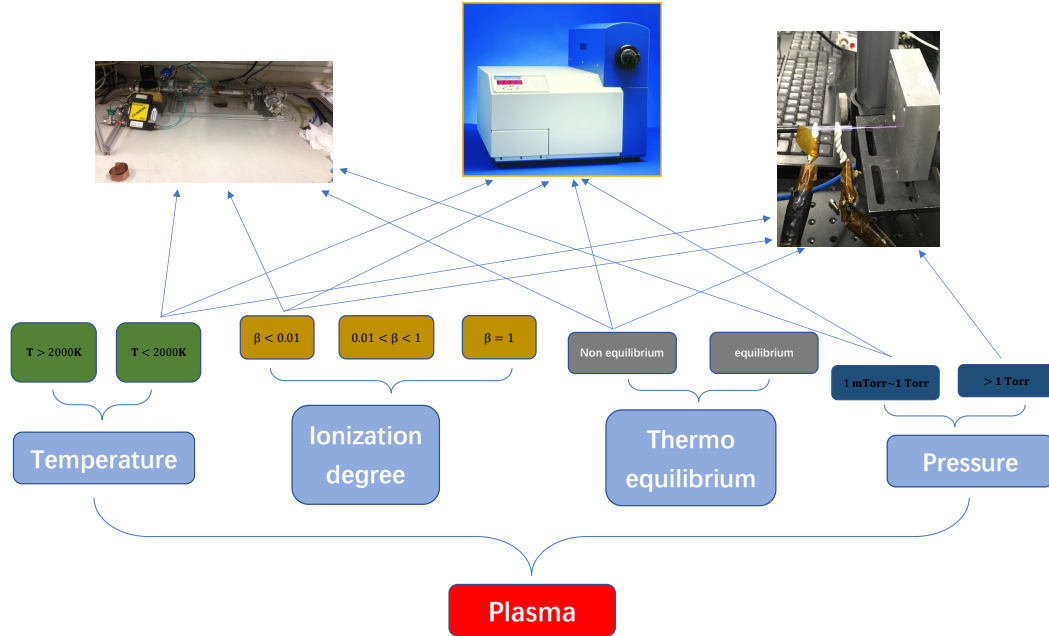 T > 2000K
T < 2000K
β < 0.01
0.01 < β < 1
β = 1
Non equilibrium
equilibrium
1 mTorr~1 Torr
> 1 Torr
Temperature
Ionization
degree
Thermo
equilibrium
Pressure
Plasma